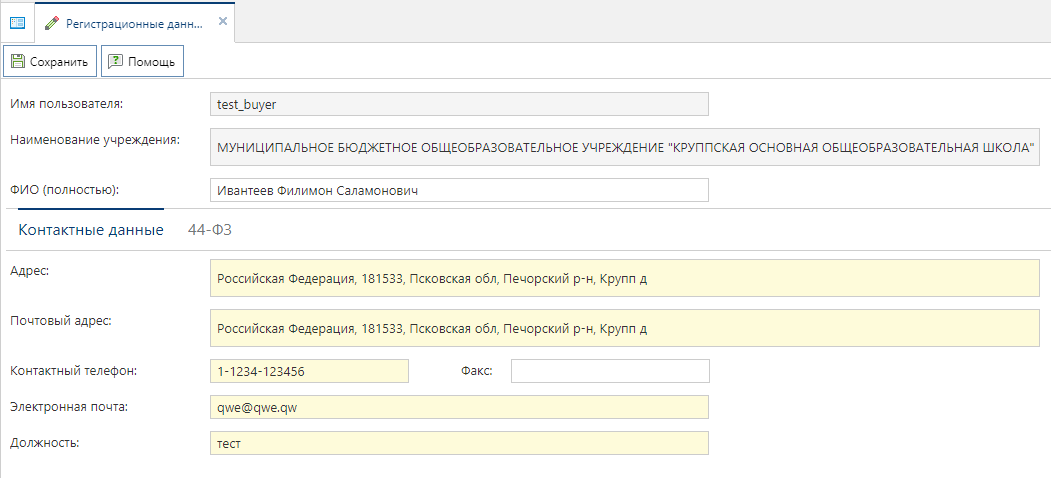 Регистрационные данн...
Сохранить Помощь
Имя пользователя: test_buyer
Наименование учреждения: МУНИЦИПАЛЬНОЕ БЮДЖЕТНОЕ ОБЩЕОБРАЗОВАТЕЛЬНОЕ УЧРЕЖДЕНИЕ "КРУППСКАЯ ОСНОВНАЯ ОБЩЕОБРАЗОВАТЕЛЬНАЯ ШКОЛА"
ФИО (полностью): Ивантеев Филимон Саламонович
Контактные данные 44-ФЗ
Адрес: Российская Федерация, 181533, Псковская обл, Печорский р-н, Крупп д
Почтовый адрес: Российская Федерация, 181533, Псковская обл, Печорский р-н, Крупп д
Контактный телефон: 1-1234-123456 Факс:
Электронная почта: qwe@qwe.qw
Должность: тест